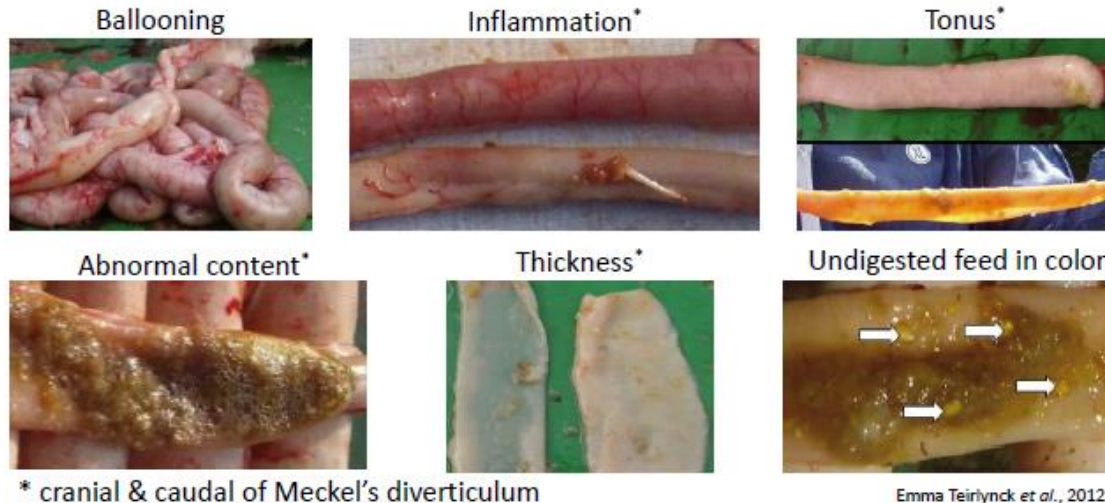 Ballooning
Inflammation*
Tonus*
Abnormal content*
Thickness*
Undigested feed in colon
* cranial & caudal of Meckel's diverticulum
Emma Teirlynck et al., 2012